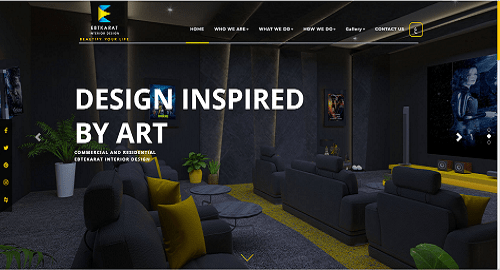 EBTEKARAT
INTERIOR DESIGN
BEAUTIFY YOUR LIFE
HOME
WHO WE ARE
WHAT WE DO
HOW WE DO
Gallery
CONTACT US
ع
DESIGN INSPIRED
BY ART
COMMERCIAL AND RESIDENTIAL
EBTEKARAT INTERIOR DESIGN